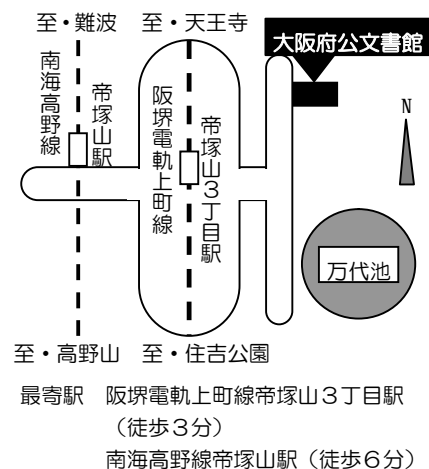 至・難波
至・天王寺
大阪府公文書館
南海高野線
帝塚山駅
阪堺電軌上町線
帝塚山３丁目駅
N
万代池
至・高野山
至・住吉公園
最寄駅　阪堺電軌上町線帝塚山３丁目駅
（徒歩３分）
南海高野線帝塚山駅（徒歩６分）